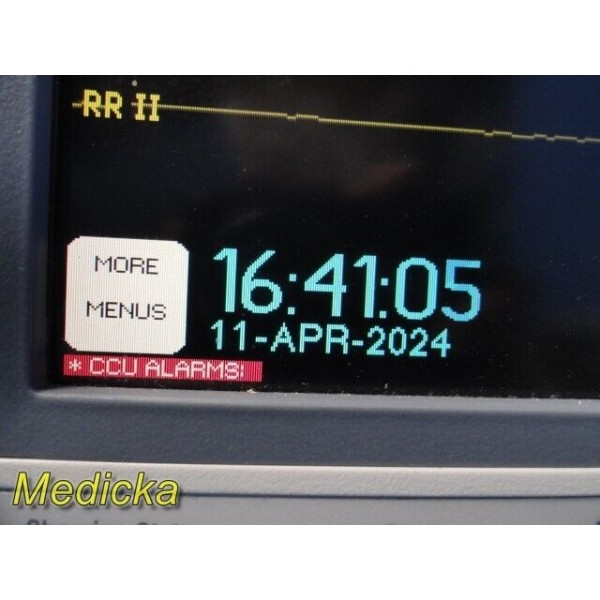 RR II
MORE
MENUS
16:41:05
11-APR-2024
* CCU ALARMS:
Medicka